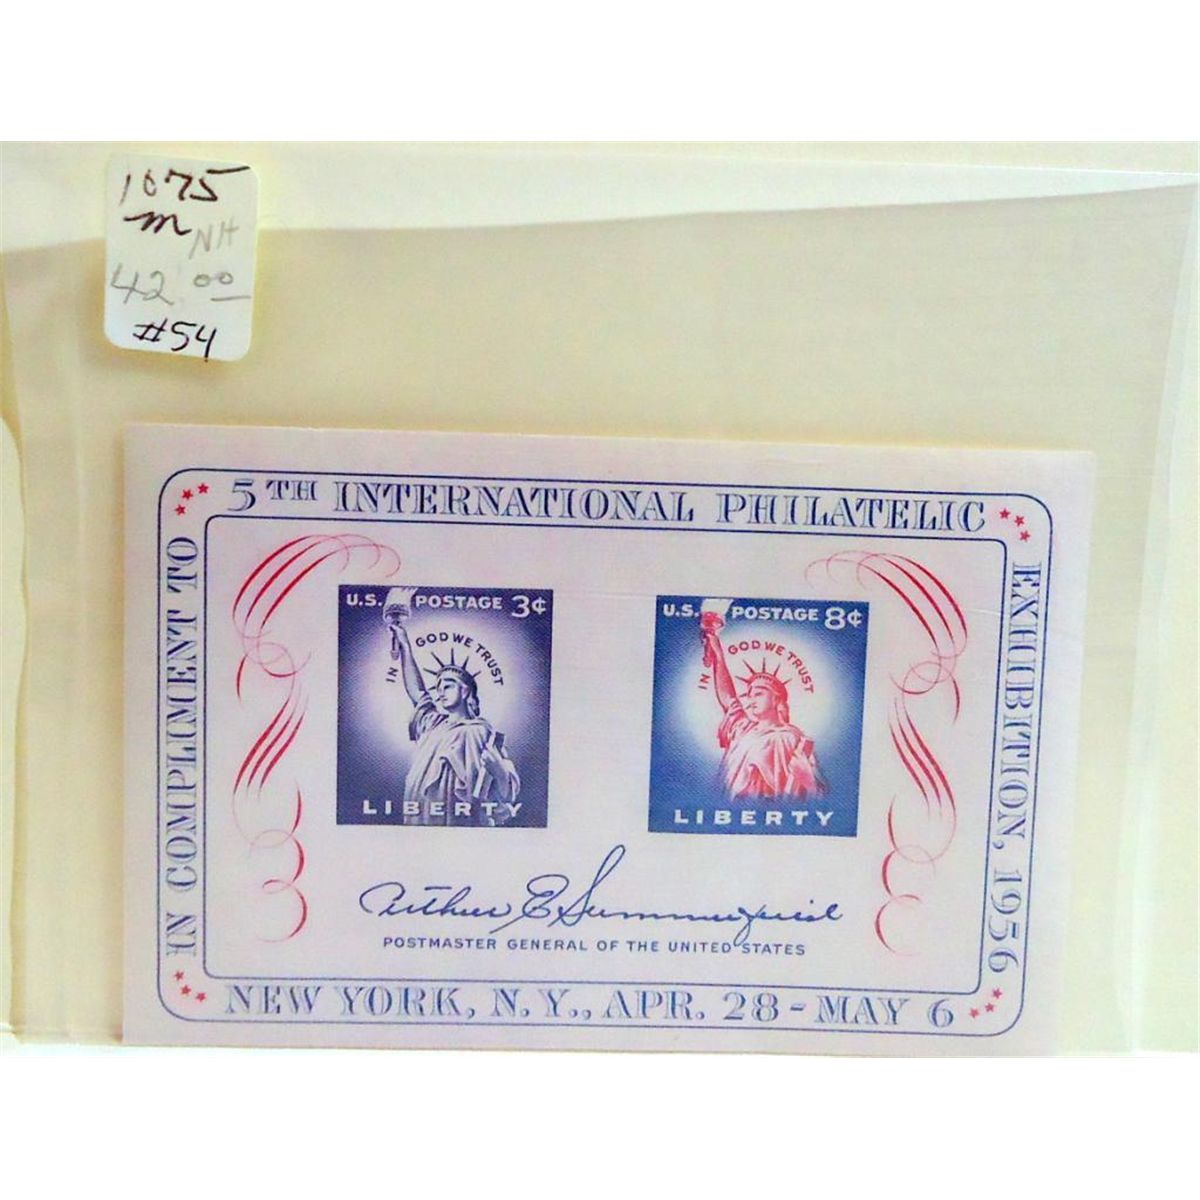 1075
m NH
42 00
#54
5TH INTERNATIONAL PHILATELIC
EXHIBITION, 1956
IN COMPLIMENT TO
U.S. POSTAGE 3¢
IN GOD WE TRUST
LIBERTY
U.S. POSTAGE 8¢
IN GOD WE TRUST
LIBERTY
Arthur E Summerfield
POSTMASTER GENERAL OF THE UNITED STATES
NEW YORK, N.Y., APR. 28 - MAY 6